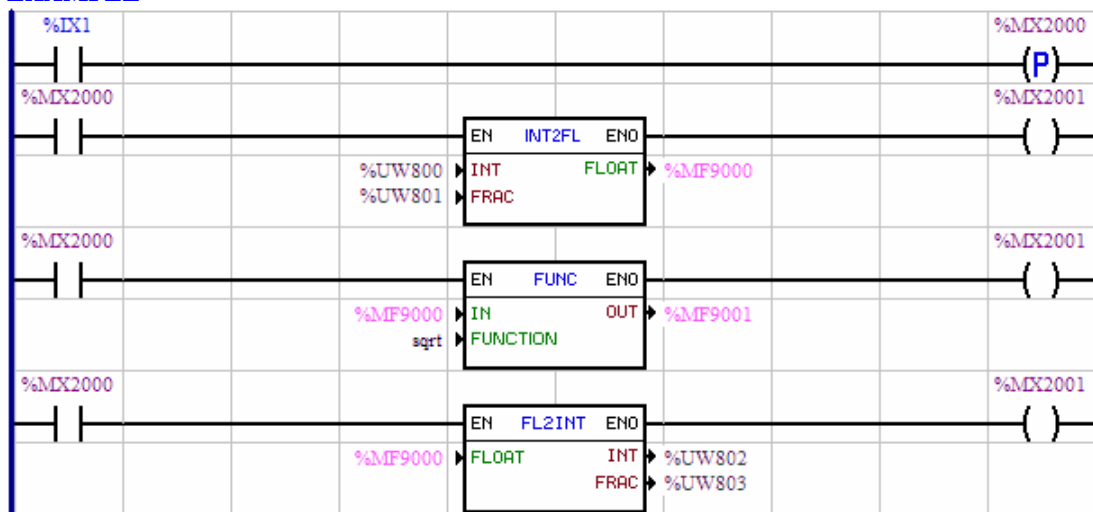 %IX1 %MX2000
P
%MX2000 %MX2001
EN INT2FL ENO
%UW800 INT FLOAT %MF9000
%UW801 FRAC
%MX2000 %MX2001
EN FUNC ENO
%MF9000 IN OUT %MF9001
sqrt FUNCTION
%MX2000 %MX2001
EN FL2INT ENO
%MF9000 FLOAT INT %UW802
FRAC %UW803